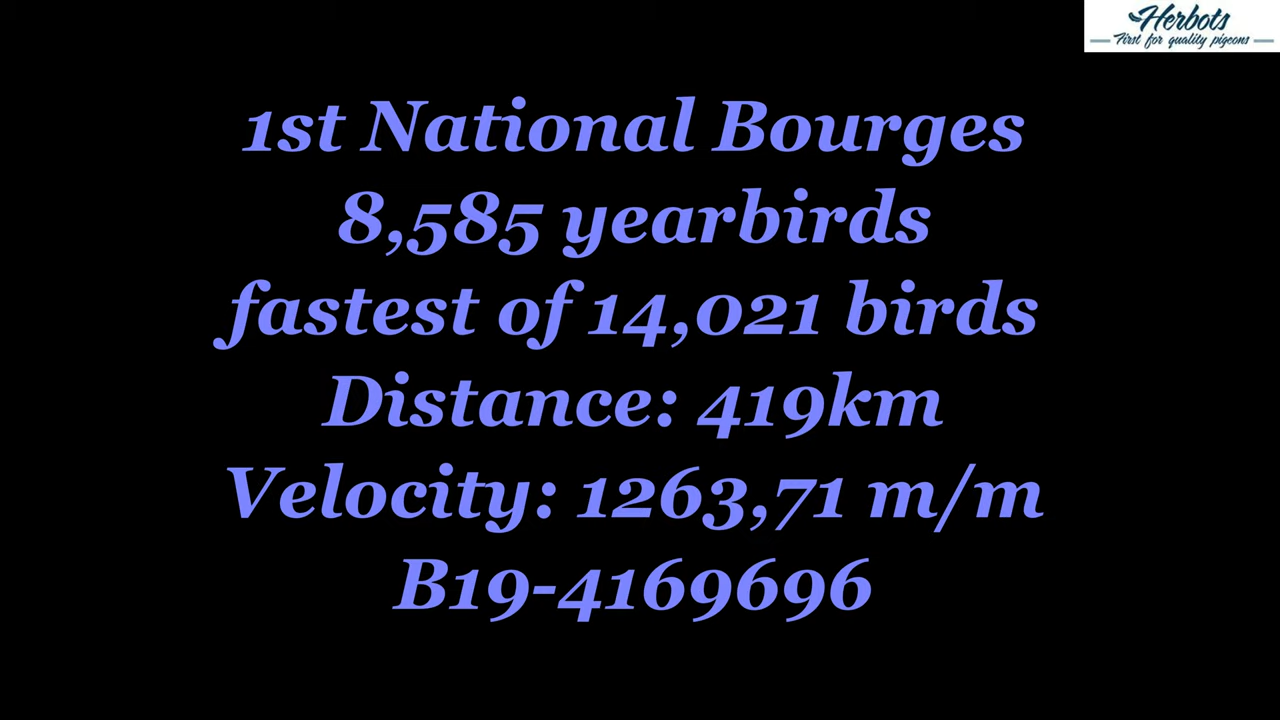 Herbots
First for quality pigeons
1st National Bourges
8,585 yearbirds
fastest of 14,021 birds
Distance: 419km
Velocity: 1263,71 m/m
B19-4169696